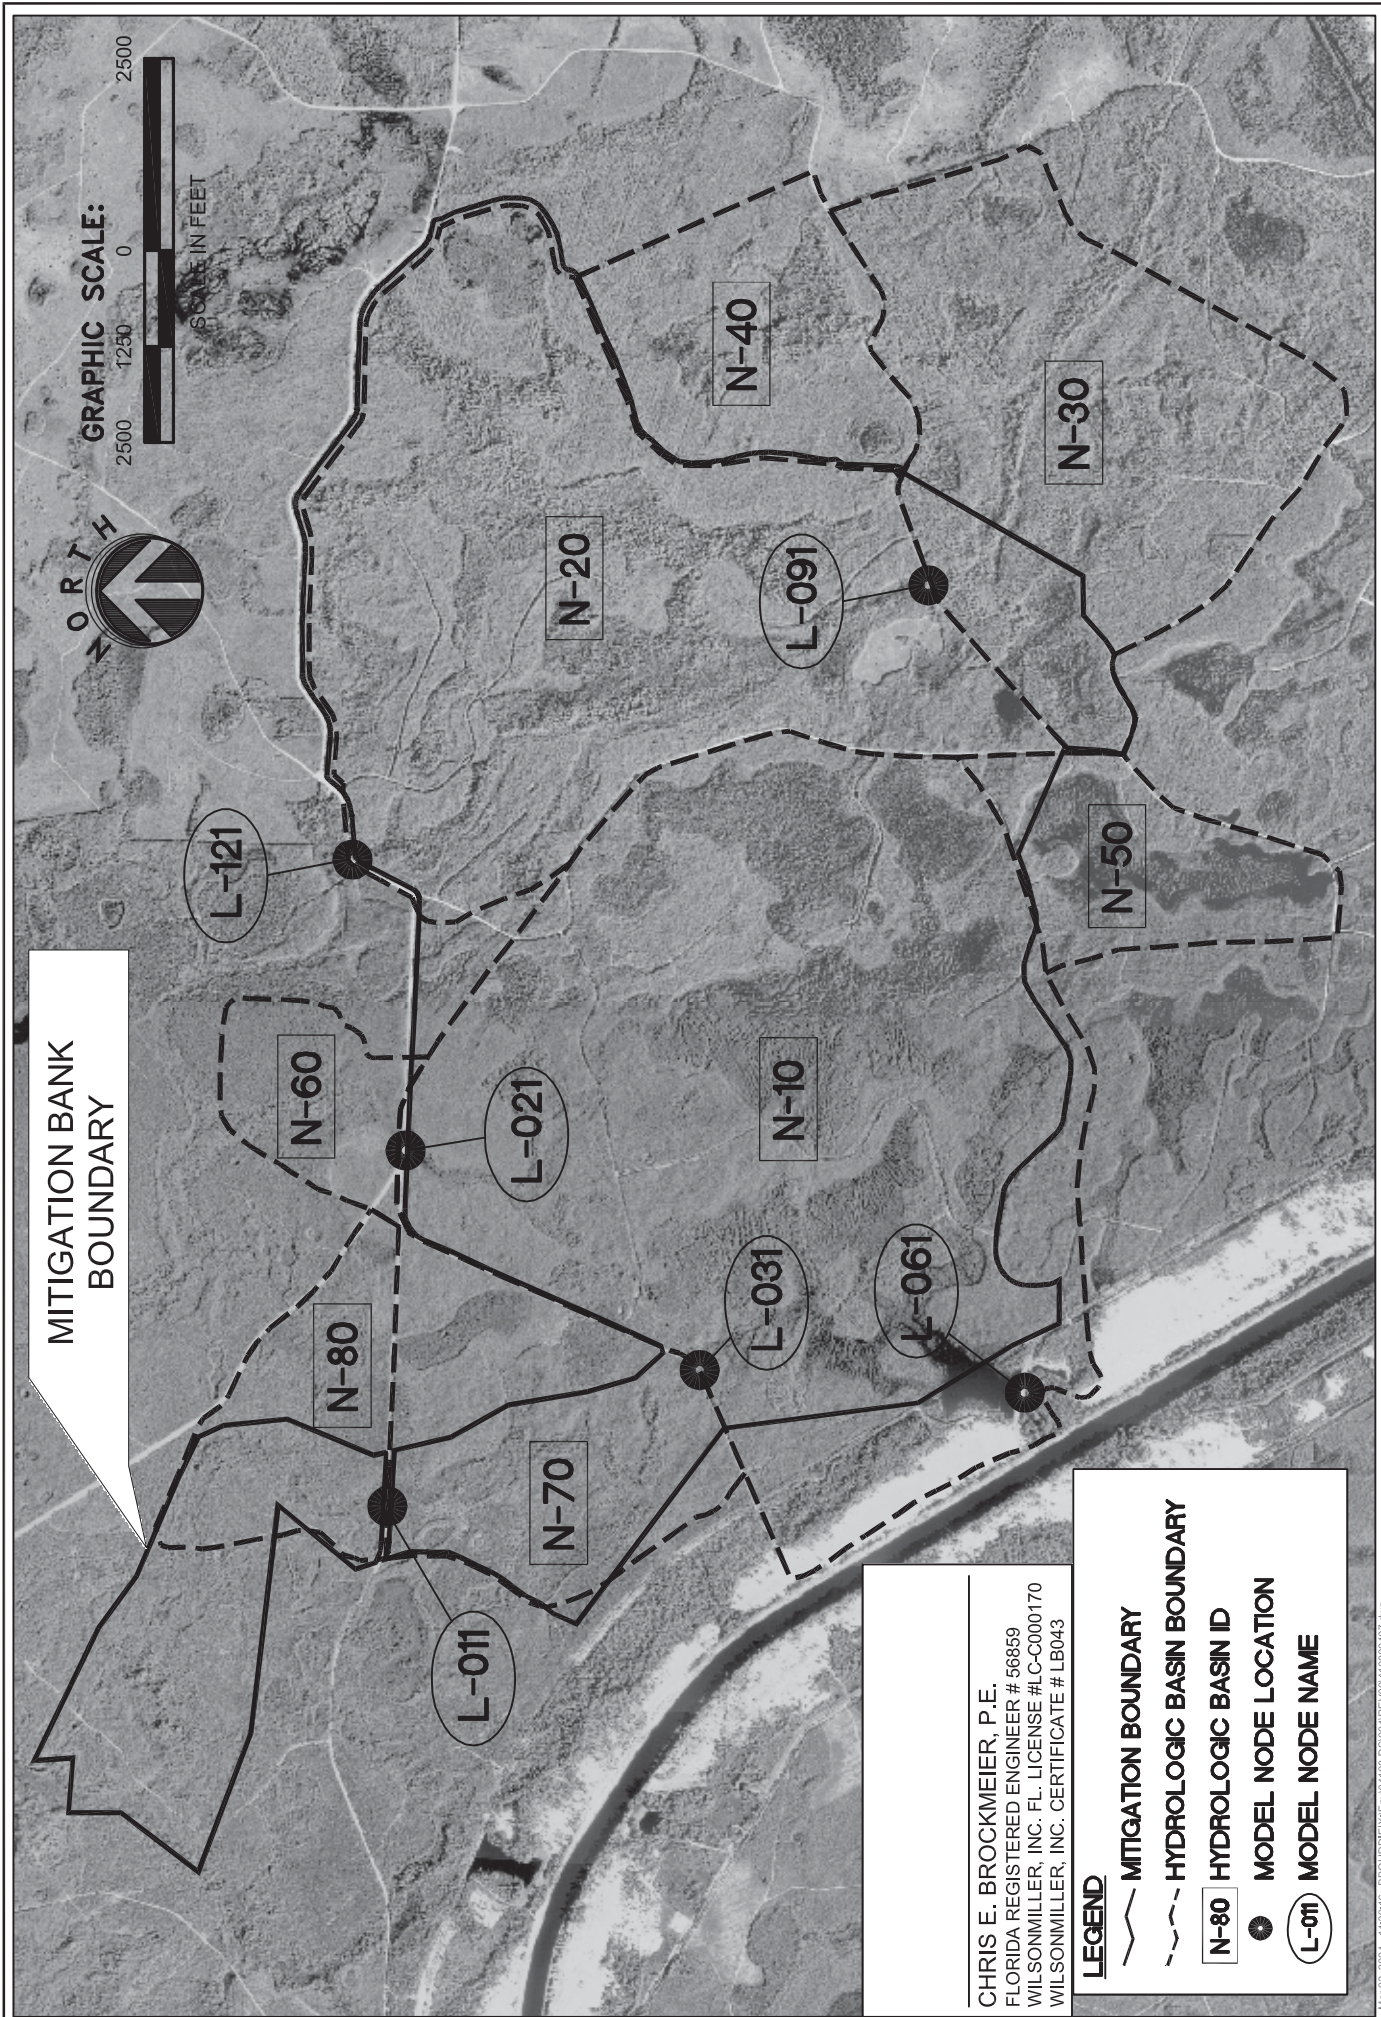 MITIGATION BANK
BOUNDARY
NORTH
GRAPHIC SCALE:
2500 1250 0 2500
SCALE IN FEET
L-121
N-60
L-021
N-80
L-011
N-70
L-031
L-061
N-10
N-20
N-40
L-091
N-30
N-50
CHRIS E. BROCKMEIER, P.E.
FLORIDA REGISTERED ENGINEER # 56859
WILSONMILLER, INC. FL. LICENSE #LC-C000170
WILSONMILLER, INC. CERTIFICATE # LB043
LEGEND
MITIGATION BOUNDARY
HYDROLOGIC BASIN BOUNDARY
N-80 HYDROLOGIC BASIN ID
MODEL NODE LOCATION
L-011 MODEL NODE NAME